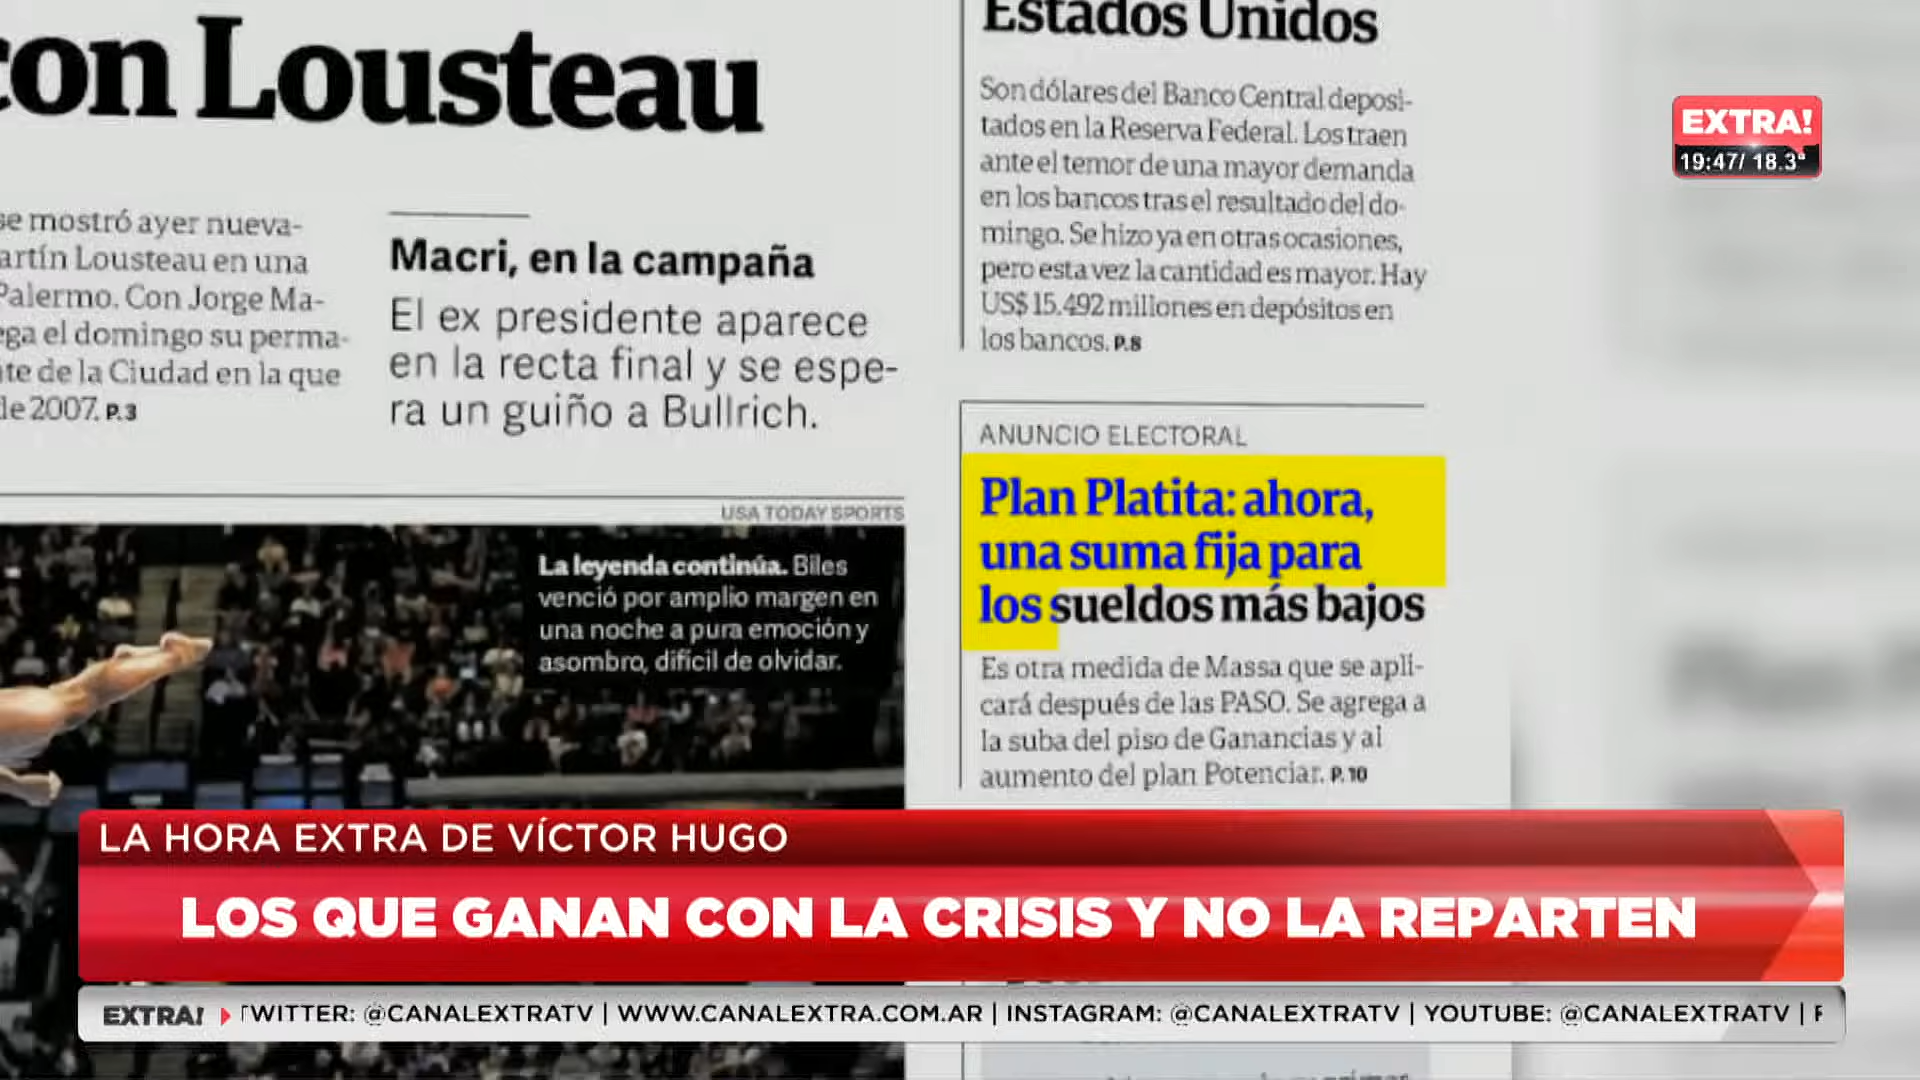 con Lousteau
se mostró ayer nueva-
artín Lousteau en una
Palermo. Con Jorge Ma-
ega el domingo su perma-
te de la Ciudad en la que
de 2007. P.3
Macri, en la campaña
El ex presidente aparece
en la recta final y se espe-
ra un guiño a Bullrich.
USA TODAY SPORTS
La leyenda continúa. Biles
venció por amplio margen en
una noche a pura emoción y
asombro, difícil de olvidar.
Estados Unidos
Son dólares del Banco Central deposi-
tados en la Reserva Federal. Los traen
ante el temor de una mayor demanda
en los bancos tras el resultado del do-
mingo. Se hizo ya en otras ocasiones,
pero esta vez la cantidad es mayor. Hay
US$ 15.492 millones en depósitos en
los bancos. P.8
ANUNCIO ELECTORAL
Plan Platita: ahora,
una suma fija para
los sueldos más bajos
Es otra medida de Massa que se apli-
cará después de las PASO. Se agrega a
la suba del piso de Ganancias y al
aumento del plan Potenciar. P.10
EXTRA!
19:47/ 18.3°
LA HORA EXTRA DE VÍCTOR HUGO
LOS QUE GANAN CON LA CRISIS Y NO LA REPARTEN
EXTRA! TWITTER: @CANALEXTRATV | WWW.CANALEXTRA.COM.AR | INSTAGRAM: @CANALEXTRATV | YOUTUBE: @CANALEXTRATV | F